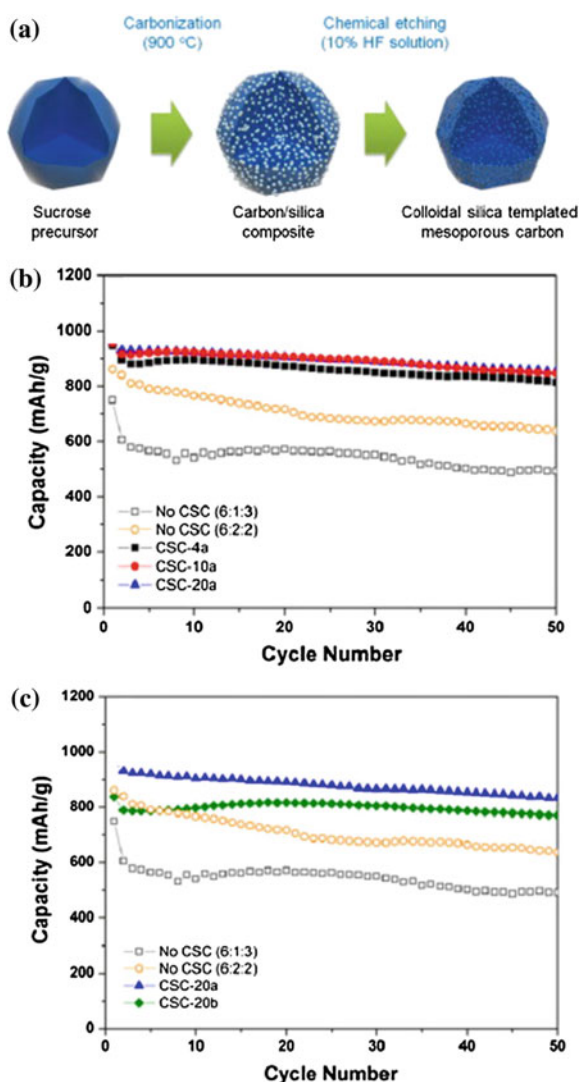 (a)
Carbonization
(900 °C)
Chemical etching
(10% HF solution)
Sucrose
precursor
Carbon/silica
composite
Colloidal silica templated
mesoporous carbon
(b)
1200
1000
800
600
400
200
0
Capacity (mAh/g)
No CSC (6:1:3)
No CSC (6:2:2)
CSC-4a
CSC-10a
CSC-20a
0 10 20 30 40 50
Cycle Number
(c)
1200
1000
800
600
400
200
0
Capacity (mAh/g)
No CSC (6:1:3)
No CSC (6:2:2)
CSC-20a
CSC-20b
0 10 20 30 40 50
Cycle Number